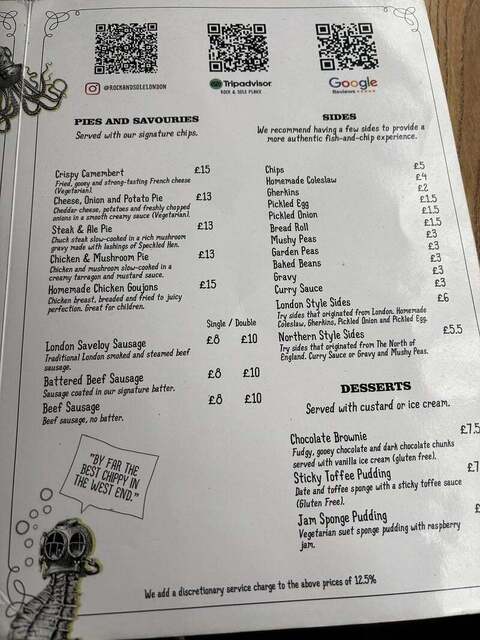 @ROCKANDSOLELONDON
Tripadvisor
ROCK & SOLE PLAICE
Google
Reviews
PIES AND SAVOURIES
Served with our signature chips.
Crispy Camembert £15
Fried, gooey and strong-tasting French cheese
(Vegetarian).
Cheese, Onion and Potato Pie £13
Cheddar cheese, potatoes and freshly chopped
onions in a smooth creamy sauce (Vegetarian).
Steak & Ale Pie £13
Chuck steak slow-cooked in a rich mushroom
gravy made with lashings of Speckled Hen.
Chicken & Mushroom Pie £13
Chicken and mushroom slow-cooked in a
creamy tarragon and mustard sauce.
Homemade Chicken Goujons £15
Chicken breast, breaded and fried to juicy
perfection. Great for children.
Single / Double
London Saveloy Sausage £8 £10
Traditional London smoked and steamed beef
sausage.
Battered Beef Sausage £8 £10
Sausage coated in our signature batter.
Beef Sausage £8 £10
Beef sausage, no batter.
"BY FAR THE
BEST CHIPPY IN
THE WEST END."
SIDES
We recommend having a few sides to provide a
more authentic fish-and-chip experience.
Chips £5
Homemade Coleslaw £4
Gherkins £2
Pickled Egg £1.5
Pickled Onion £1.5
Bread Roll £1.5
Mushy Peas £3
Garden Peas £3
Baked Beans £3
Gravy £3
Curry Sauce £3
London Style Sides £6
Try sides that originated from London. Homemade
Coleslaw, Gherkins, Pickled Onion and Pickled Egg.
Northern Style Sides £5.5
Try sides that originated from The North of
England. Curry Sauce or Gravy and Mushy Peas.
DESSERTS
Served with custard or ice cream.
Chocolate Brownie £7.5
Fudgy, gooey chocolate and dark chocolate chunks
served with vanilla ice cream (gluten free).
Sticky Toffee Pudding £7
Date and toffee sponge with a sticky toffee sauce
(Gluten Free).
Jam Sponge Pudding £
Vegetarian suet sponge pudding with raspberry
jam.
We add a discretionary service charge to the above prices of 12.5%